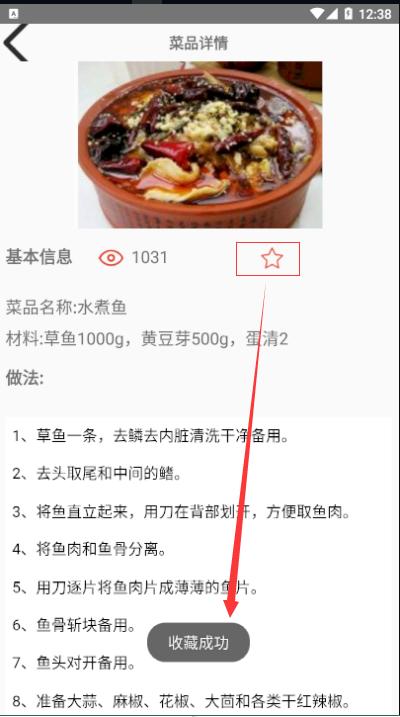 A 12:38
菜品详情
基本信息 1031
菜品名称:水煮鱼
材料:草鱼1000g，黄豆芽500g，蛋清2
做法:
1、草鱼一条，去鳞去内脏清洗干净备用。
2、去头取尾和中间的鳍。
3、将鱼直立起来，用刀在背部划开，方便取鱼肉。
4、将鱼肉和鱼骨分离。
5、用刀逐片将鱼肉片成薄薄的鱼片。
6、鱼骨斩块备用。
收藏成功
7、鱼头对开备用。
8、准备大蒜、麻椒、花椒、大茴和各类干红辣椒。